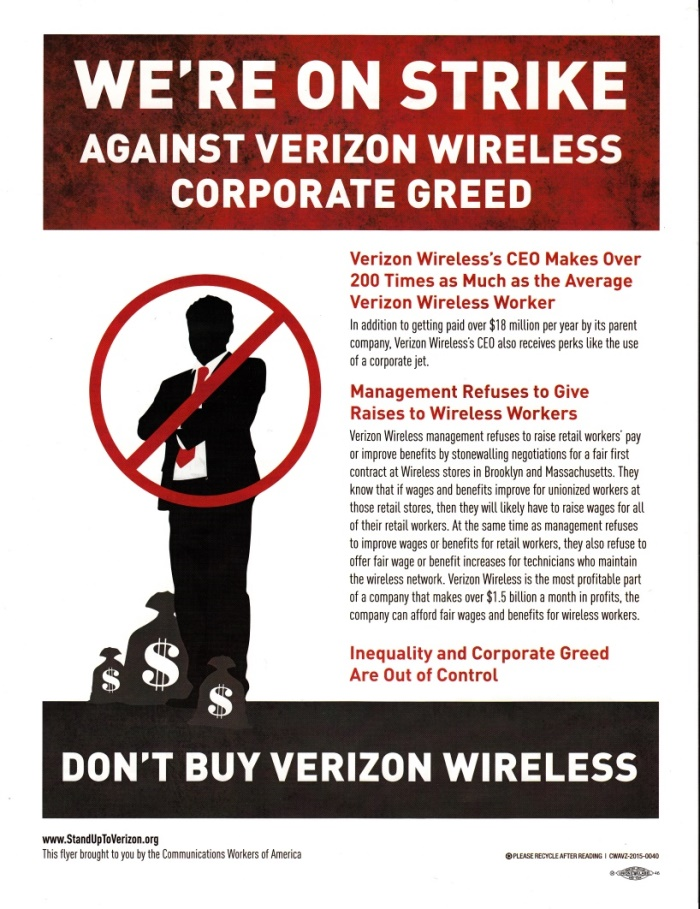 WE'RE ON STRIKE
AGAINST VERIZON WIRELESS
CORPORATE GREED
Verizon Wireless's CEO Makes Over
200 Times as Much as the Average
Verizon Wireless Worker
In addition to getting paid over $18 million per year by its parent
company, Verizon Wireless's CEO also receives perks like the use
of a corporate jet.
Management Refuses to Give
Raises to Wireless Workers
Verizon Wireless management refuses to raise retail workers' pay
or improve benefits by stonewalling negotiations for a fair first
contract at Wireless stores in Brooklyn and Massachusetts. They
know that if wages and benefits improve for unionized workers at
those retail stores, then they will likely have to raise wages for all
of their retail workers. At the same time as management refuses
to improve wages or benefits for retail workers, they also refuse to
offer fair wage or benefit increases for technicians who maintain
the wireless network. Verizon Wireless is the most profitable part
of a company that makes over $1.5 billion a month in profits, the
company can afford fair wages and benefits for wireless workers.
Inequality and Corporate Greed
Are Out of Control
$
$
$
DON'T BUY VERIZON WIRELESS
www.StandUpToVerizon.org
This flyer brought to you by the Communications Workers of America
PLEASE RECYCLE AFTER READING | CWAVZ-2015-0040